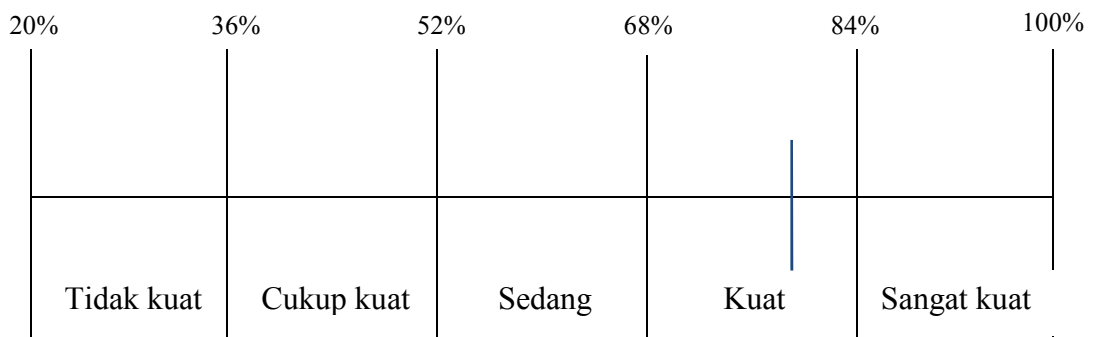 20% 36% 52% 68% 84% 100%
Tidak kuat Cukup kuat Sedang Kuat Sangat kuat